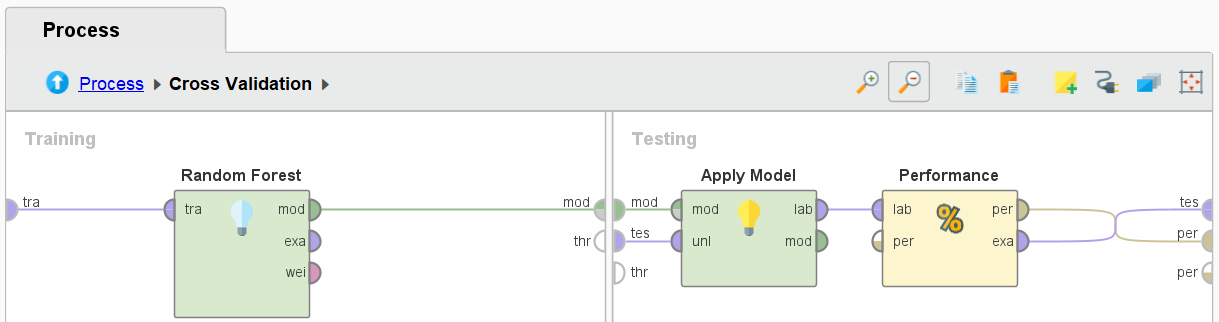 Process
Process Cross Validation
Training
Testing
Random Forest
Apply Model
Performance
tra
tra
mod
mod
mod
mod
lab
lab
per
tes
exa
thr
tes
unl
mod
per
exa
per
wei
thr
per
%